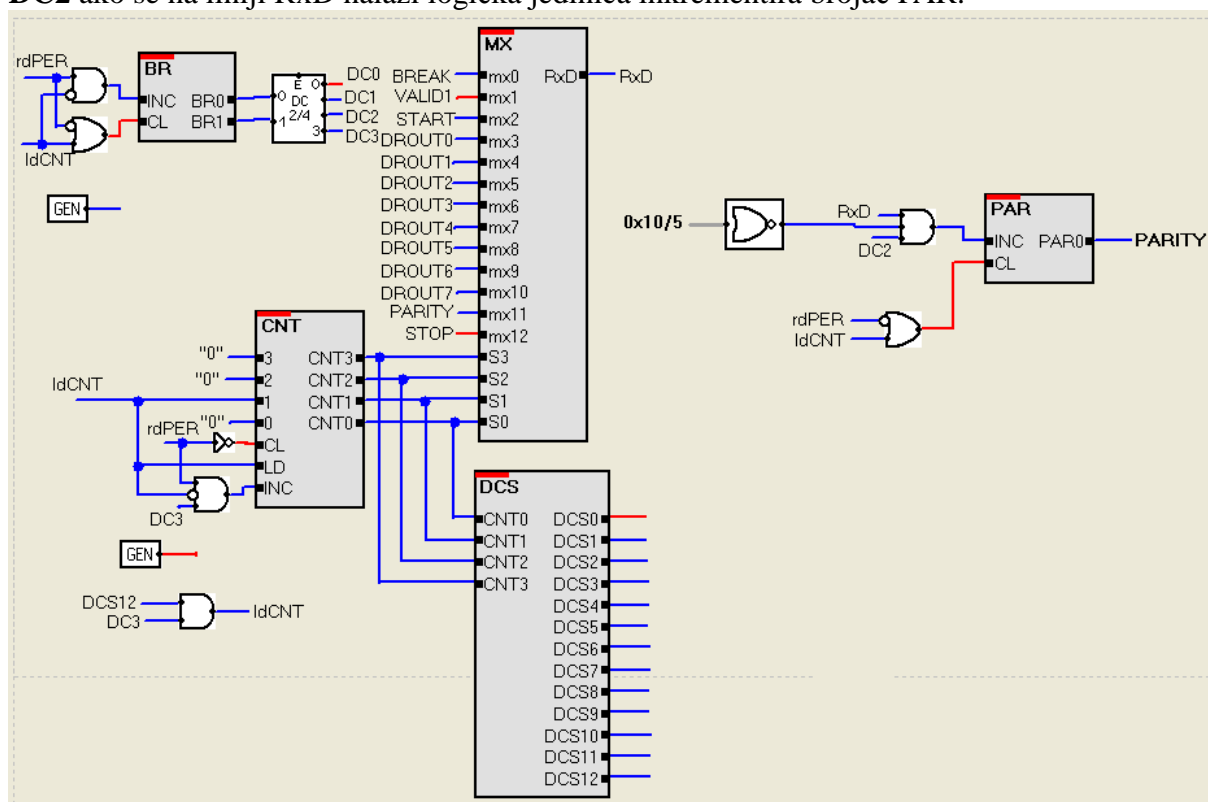 DC2 ako se na liniji RxD nalazi logička jedinica inkrementira brojač PAR.
rdPER
BR
INC BR0
CL BR1
ldCNT
GEN
E
0 DC 0
1 2/4
3
DC0
DC1
DC2
DC3
MX
BREAK mx0 RxD RxD
VALID1 mx1
START mx2
DROUT0 mx3
DROUT1 mx4
DROUT2 mx5
DROUT3 mx6
DROUT4 mx7
DROUT5 mx8
DROUT6 mx9
DROUT7 mx10
PARITY mx11
STOP mx12
S3
S2
S1
S0
0x10/5
RxD
DC2
PAR
INC PAR0 PARITY
CL
rdPER
ldCNT
CNT
"0" 3 CNT3
"0" 2 CNT2
ldCNT 1 CNT1
"0" 0 CNT0
rdPER CL
LD
INC
DC3
GEN
DCS12
DC3
ldCNT
DCS
CNT0 DCS0
CNT1 DCS1
CNT2 DCS2
CNT3 DCS3
DCS4
DCS5
DCS6
DCS7
DCS8
DCS9
DCS10
DCS11
DCS12